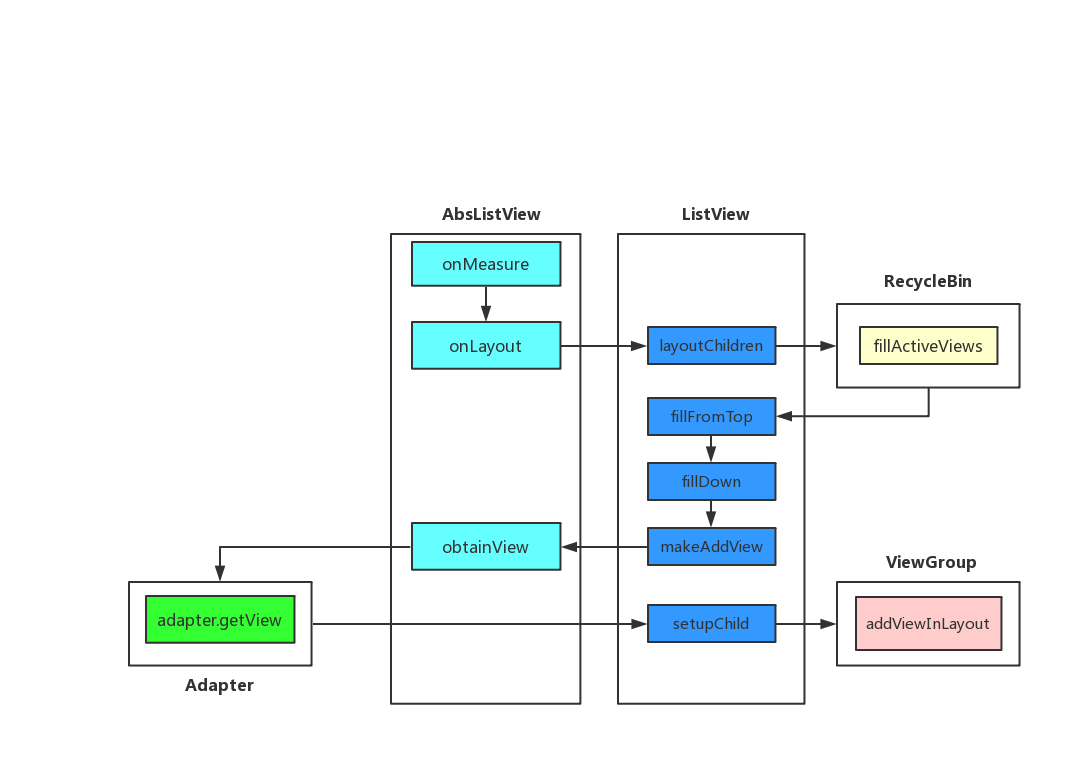 AbsListView
ListView
onMeasure
RecycleBin
onLayout
layoutChildren
fillActiveViews
fillFromTop
fillDown
obtainView
makeAddView
ViewGroup
adapter.getView
setupChild
addViewInLayout
Adapter